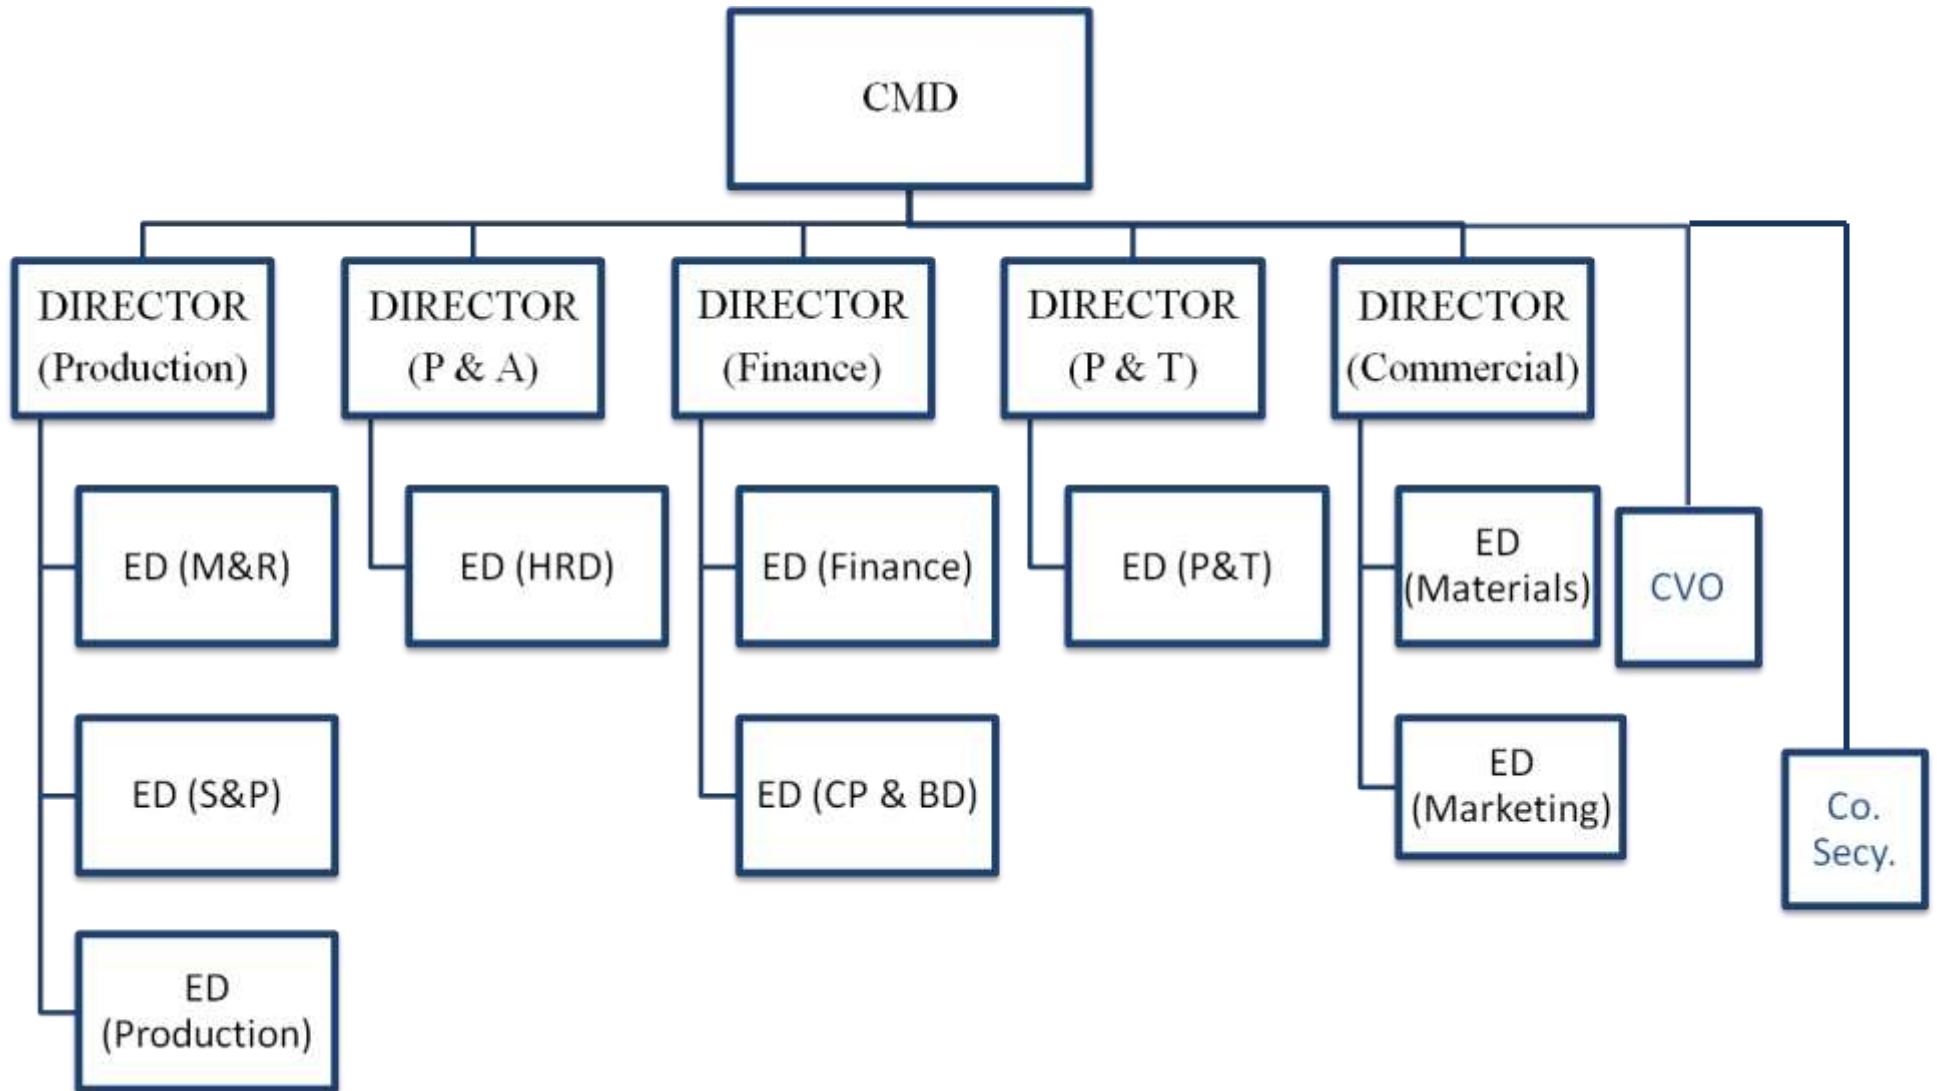 CMD
DIRECTOR
(Production)
DIRECTOR
(P & A)
DIRECTOR
(Finance)
DIRECTOR
(P & T)
DIRECTOR
(Commercial)
ED (M&R)
ED (HRD)
ED (Finance)
ED (P&T)
ED
(Materials)
CVO
ED (S&P)
ED (CP & BD)
ED
(Marketing)
Co.
Secy.
ED
(Production)